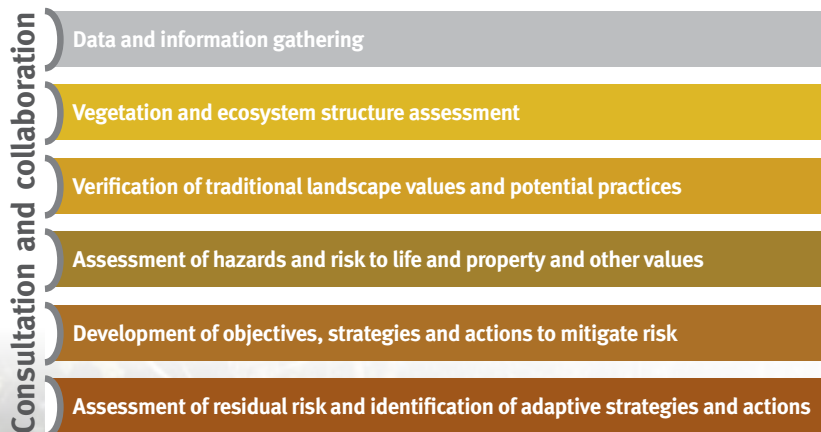 Consultation and collaboration
Data and information gathering
Vegetation and ecosystem structure assessment
Verification of traditional landscape values and potential practices
Assessment of hazards and risk to life and property and other values
Development of objectives, strategies and actions to mitigate risk
Assessment of residual risk and identification of adaptive strategies and actions